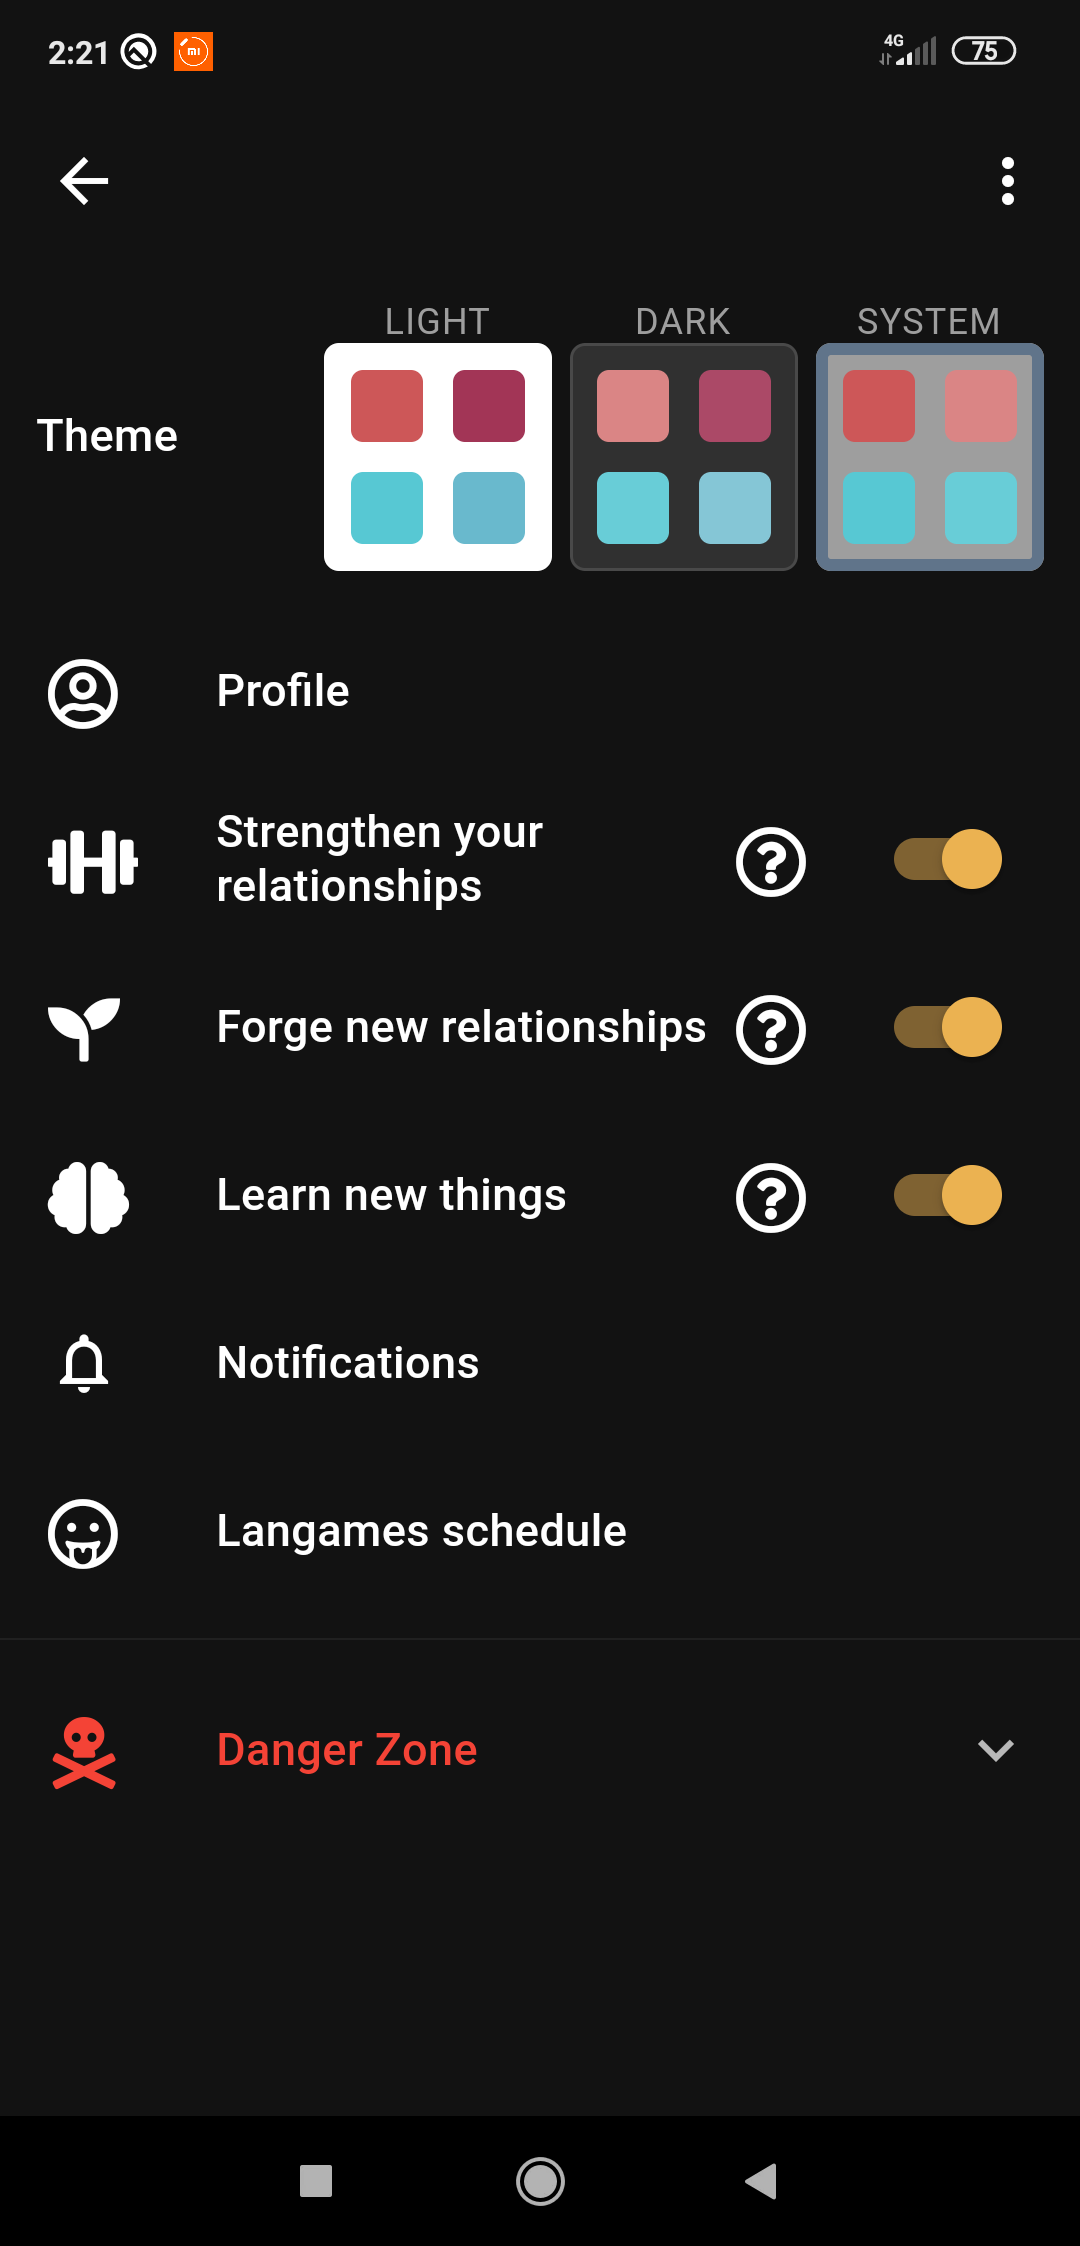 2:21
4G
75
LIGHT DARK SYSTEM
Theme
Profile
Strengthen your
relationships
Forge new relationships
Learn new things
Notifications
Langames schedule
Danger Zone